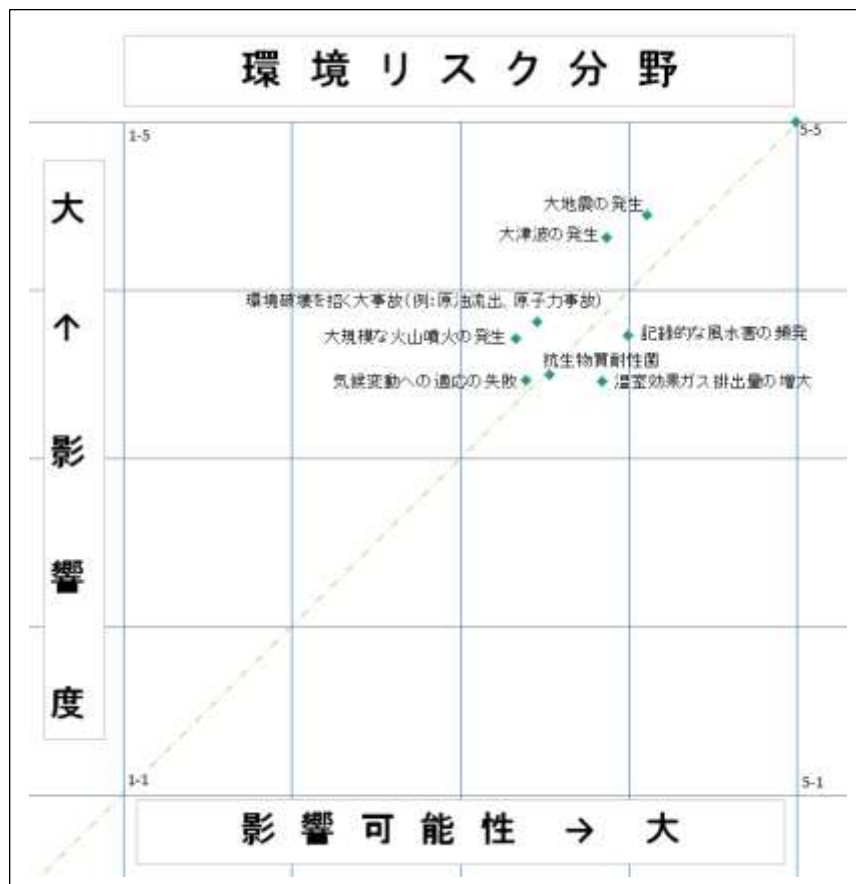 環境リスク分野
1-5
5-5
大↑影響度
大地震の発生
大津波の発生
環境破壊を招く大事故(例:原油流出、原子力事故)
大規模な火山噴火の発生
記録的な風水害の頻発
抗生物質耐性菌
気候変動への適応の失敗
温室効果ガス排出量の増大
1-1
5-1
影響可能性 → 大